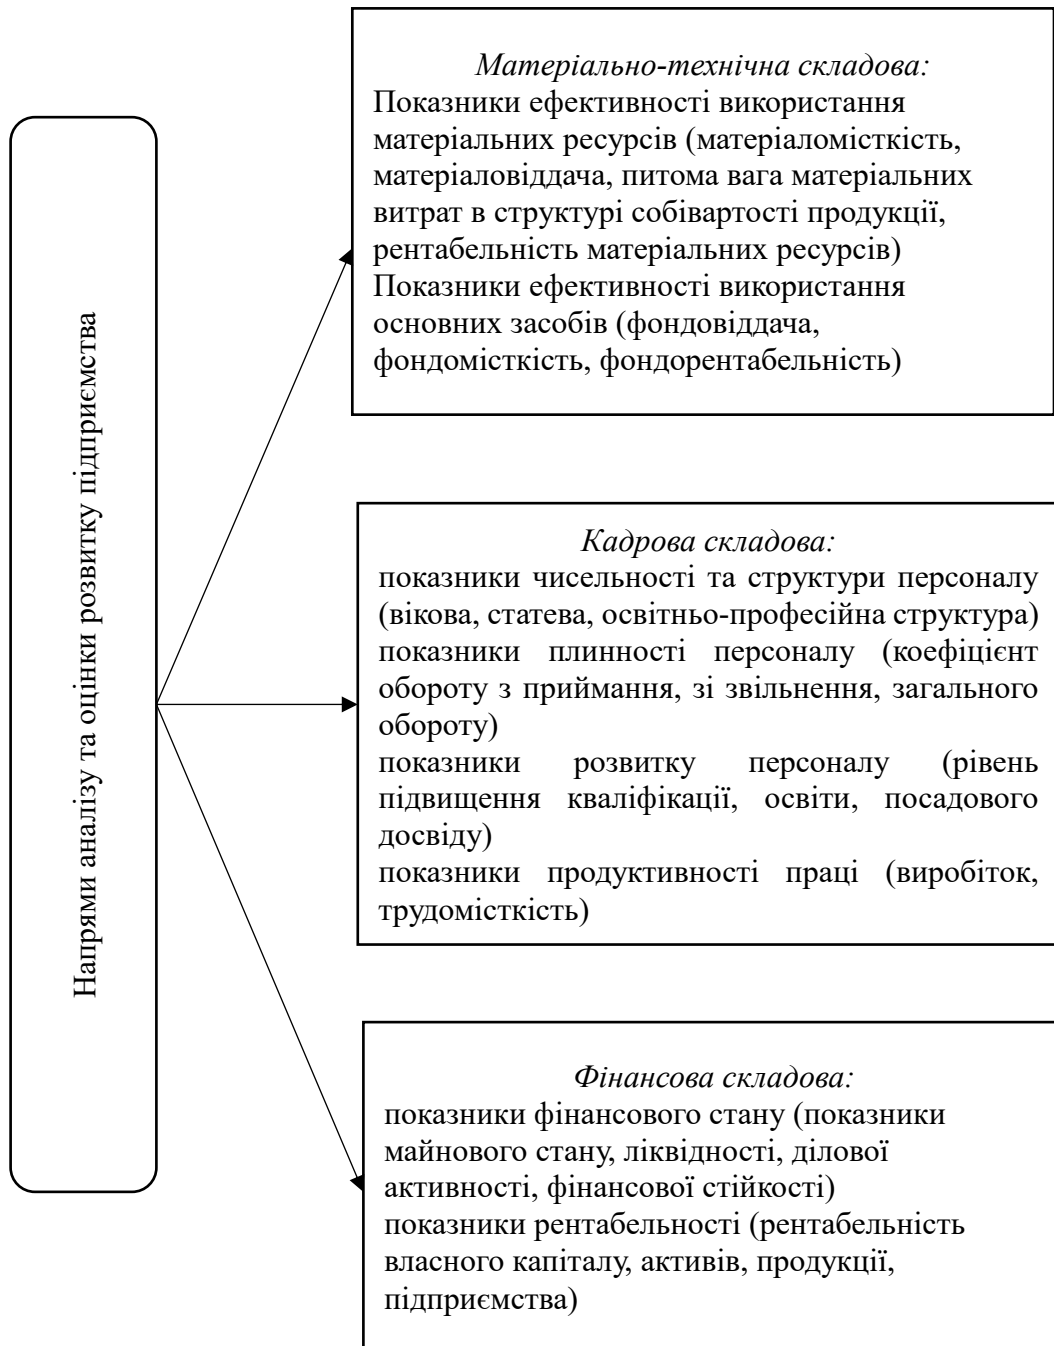 Напрями аналізу та оцінки розвитку підприємства
Матеріально-технічна складова:
Показники ефективності використання
матеріальних ресурсів (матеріаломісткість,
матеріаловіддача, питома вага матеріальних
витрат в структурі собівартості продукції,
рентабельність матеріальних ресурсів)
Показники ефективності використання
основних засобів (фондовіддача,
фондомісткість, фондорентабельність)
Кадрова складова:
показники чисельності та структури персоналу
(вікова, статева, освітньо-професійна структура)
показники плинності персоналу (коефіцієнт
обороту з приймання, зі звільнення, загального
обороту)
показники розвитку персоналу (рівень
підвищення кваліфікації, освіти, посадового
досвіду)
показники продуктивності праці (виробіток,
трудомісткість)
Фінансова складова:
показники фінансового стану (показники
майнового стану, ліквідності, ділової
активності, фінансової стійкості)
показники рентабельності (рентабельність
власного капіталу, активів, продукції,
підприємства)